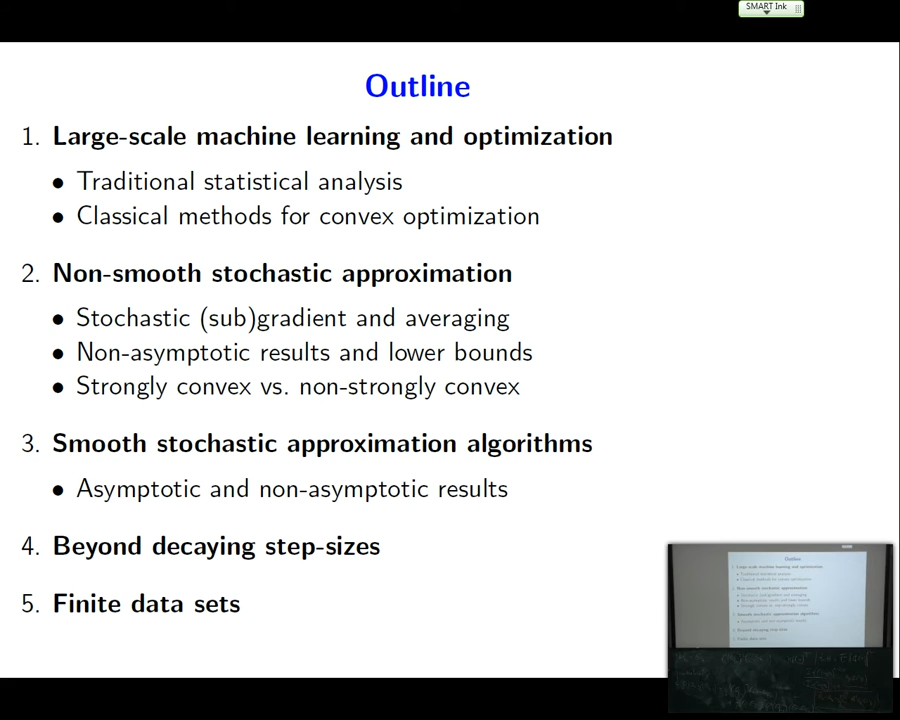 SMART Ink
Outline
1. Large-scale machine learning and optimization
• Traditional statistical analysis
• Classical methods for convex optimization
2. Non-smooth stochastic approximation
• Stochastic (sub)gradient and averaging
• Non-asymptotic results and lower bounds
• Strongly convex vs. non-strongly convex
3. Smooth stochastic approximation algorithms
• Asymptotic and non-asymptotic results
4. Beyond decaying step-sizes
5. Finite data sets